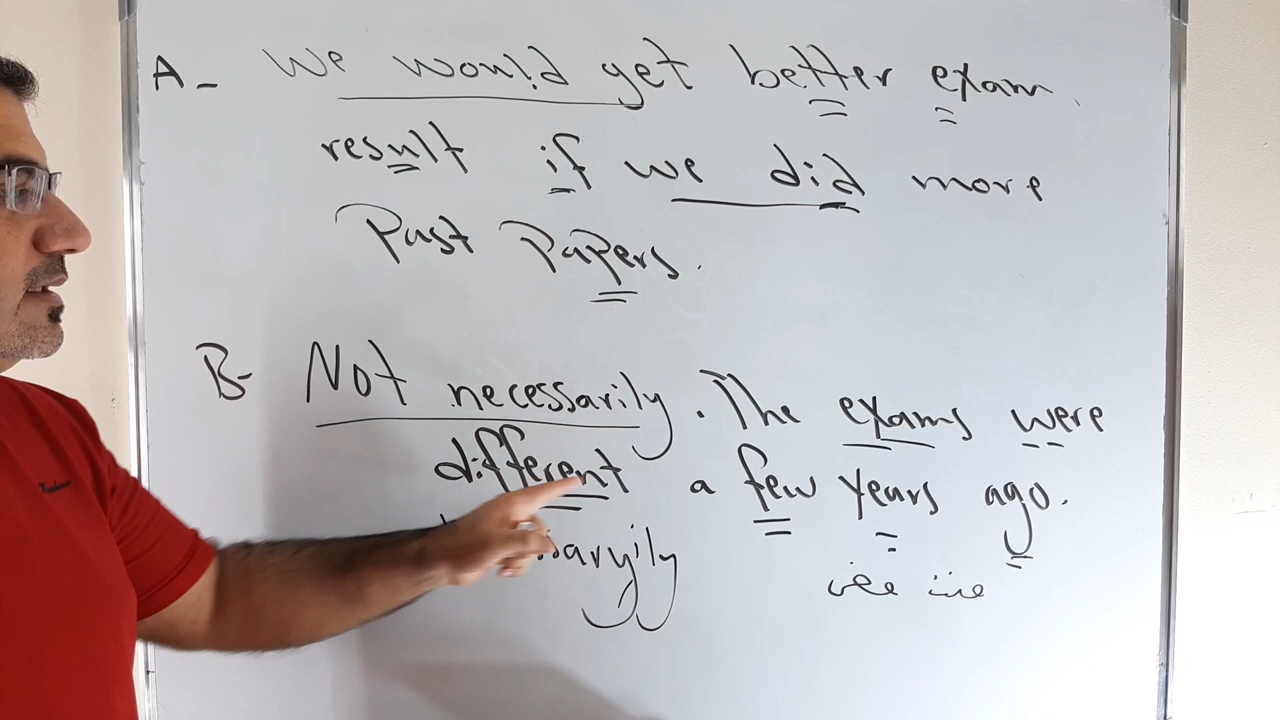 A- We would get better exam
result if we did more
Past Papers.
B- Not necessarily. The exams were
different a few years ago.